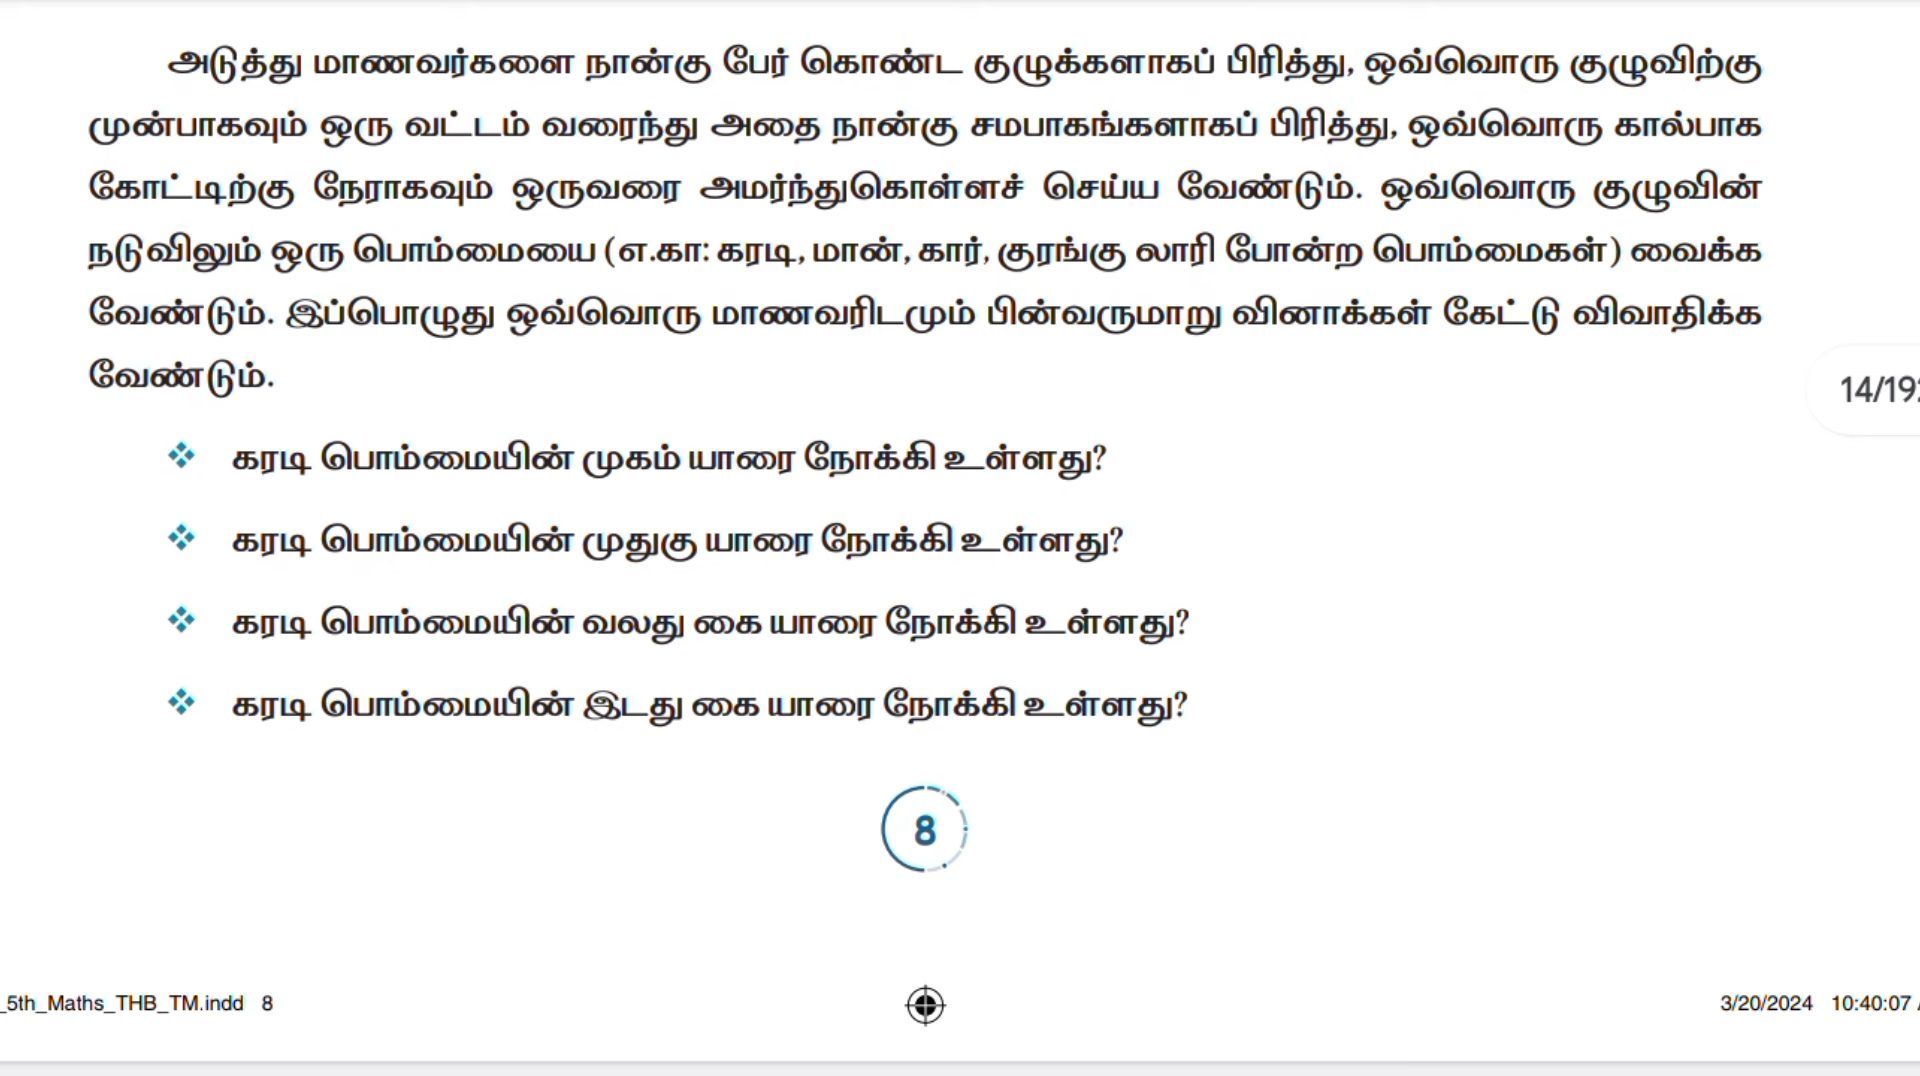 அடுத்து மாணவர்களை நான்கு பேர் கொண்ட குழுக்களாகப் பிரித்து, ஒவ்வொரு குழுவிற்கு
முன்பாகவும் ஒரு வட்டம் வரைந்து அதை நான்கு சமபாகங்களாகப் பிரித்து, ஒவ்வொரு கால்பாக
கோட்டிற்கு நேராகவும் ஒருவரை அமர்ந்துகொள்ளச் செய்ய வேண்டும். ஒவ்வொரு குழுவின்
நடுவிலும் ஒரு பொம்மையை (எ.கா: கரடி, மான், கார், குரங்கு லாரி போன்ற பொம்மைகள்) வைக்க
வேண்டும். இப்பொழுது ஒவ்வொரு மாணவரிடமும் பின்வருமாறு வினாக்கள் கேட்டு விவாதிக்க
வேண்டும்.
14/19
❖ கரடி பொம்மையின் முகம் யாரை நோக்கி உள்ளது?
❖ கரடி பொம்மையின் முதுகு யாரை நோக்கி உள்ளது?
❖ கரடி பொம்மையின் வலது கை யாரை நோக்கி உள்ளது?
❖ கரடி பொம்மையின் இடது கை யாரை நோக்கி உள்ளது?
8
_5th_Maths_THB_TM.indd 8
3/20/2024 10:40:07